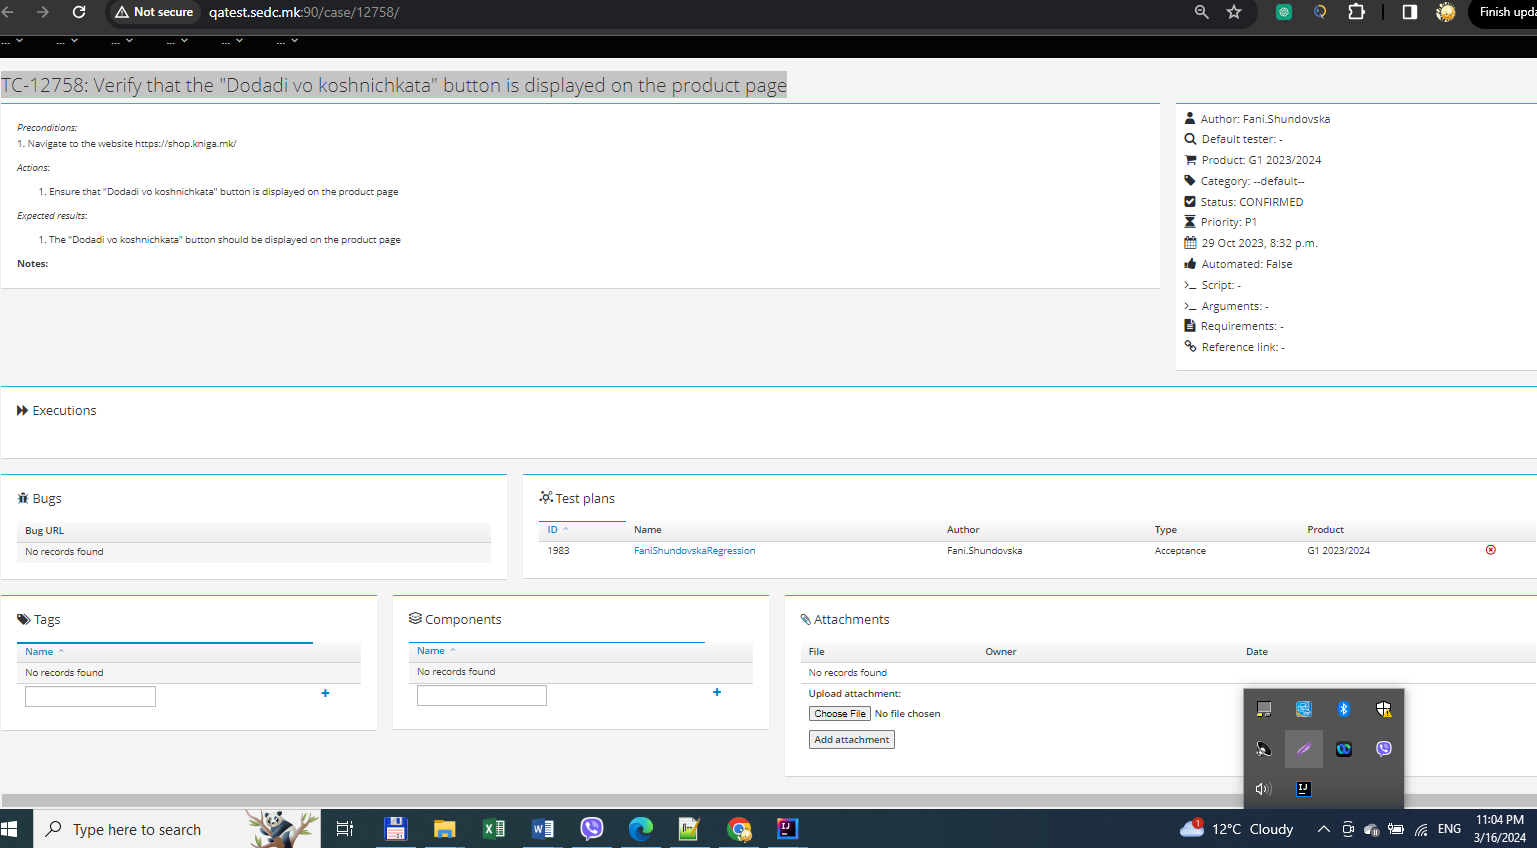 Not secure
qatest.sedc.mk:90/case/12758/
Finish upda
... ... ... ... ... ...
TC-12758: Verify that the "Dodadi vo koshnichkata" button is displayed on the product page
Preconditions:
1. Navigate to the website https://shop.kniga.mk/
Actions:
1. Ensure that "Dodadi vo koshnichkata" button is displayed on the product page
Expected results:
1. The "Dodadi vo koshnichkata" button should be displayed on the product page
Notes:
Author: Fani.Shundovska
Default tester: -
Product: G1 2023/2024
Category: --default--
Status: CONFIRMED
Priority: P1
29 Oct 2023, 8:32 p.m.
Automated: False
Script: -
Arguments: -
Requirements: -
Reference link: -
Executions
Bugs
Bug URL
No records found
Test plans
ID Name Author Type Product
1983 FaniShundovskaRegression Fani.Shundovska Acceptance G1 2023/2024
Tags
Name
No records found
Components
Name
No records found
Attachments
File Owner Date
No records found
Upload attachment:
Choose File No file chosen
Add attachment
Type here to search
1
12°C Cloudy
ENG
11:04 PM
3/16/2024